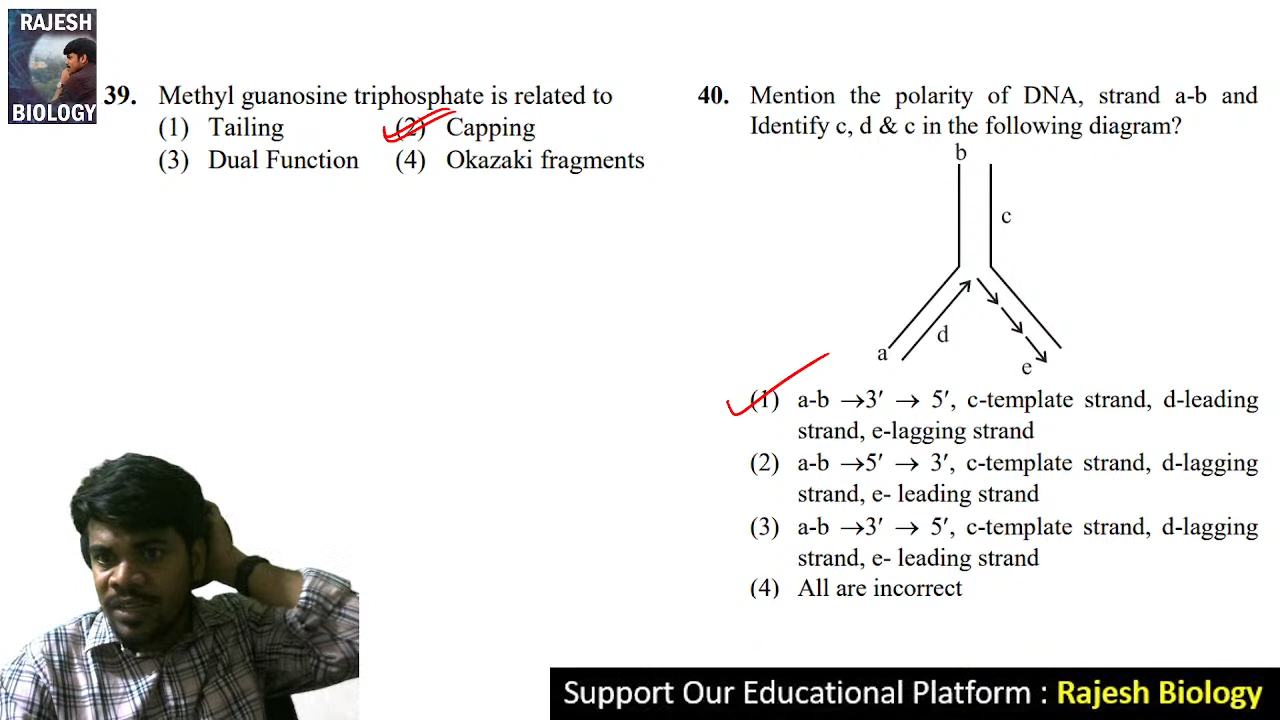 RAJESH
BIOLOGY
39. Methyl guanosine triphosphate is related to
(1) Tailing (2) Capping
(3) Dual Function (4) Okazaki fragments
40. Mention the polarity of DNA, strand a-b and
Identify c, d & c in the following diagram?
b
c
d
a
e
(1) a-b →3′ → 5′, c-template strand, d-leading
strand, e-lagging strand
(2) a-b →5′ → 3′, c-template strand, d-lagging
strand, e- leading strand
(3) a-b →3′ → 5′, c-template strand, d-lagging
strand, e- leading strand
(4) All are incorrect
Support Our Educational Platform : Rajesh Biology